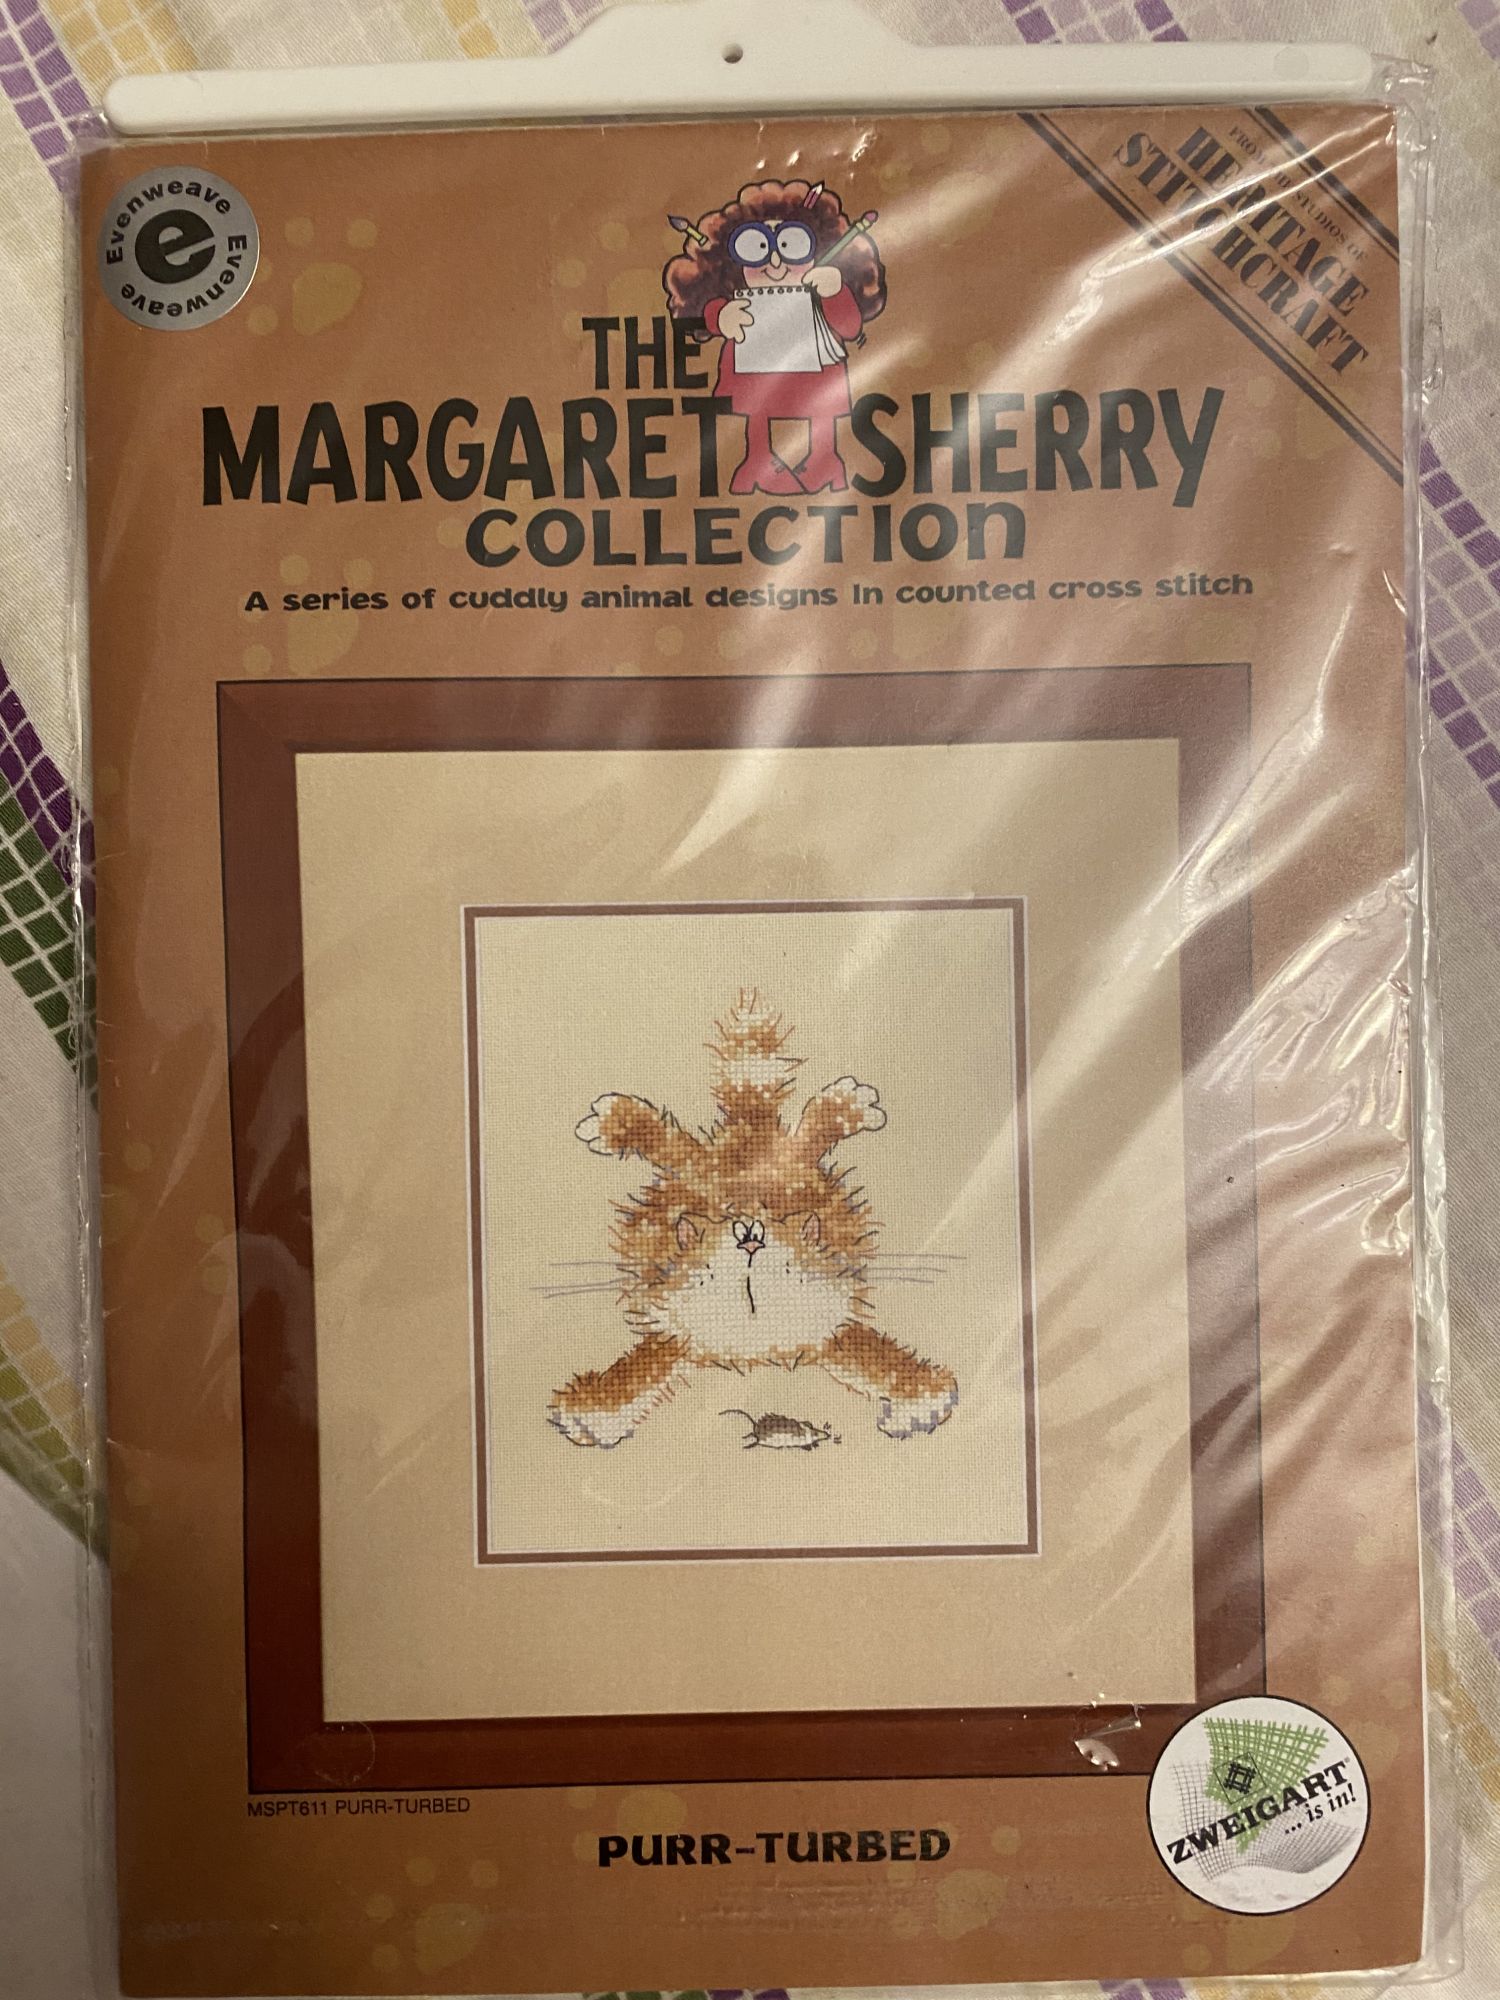 Evenweave Evenweave
e
FROM THE STUDIOS OF
HERITAGE
STITCHCRAFT
THE
MARGARET SHERRY
COLLECTION
A series of cuddly animal designs in counted cross stitch
MSPT611 PURR-TURBED
PURR-TURBED
ZWEIGART®
... is in!